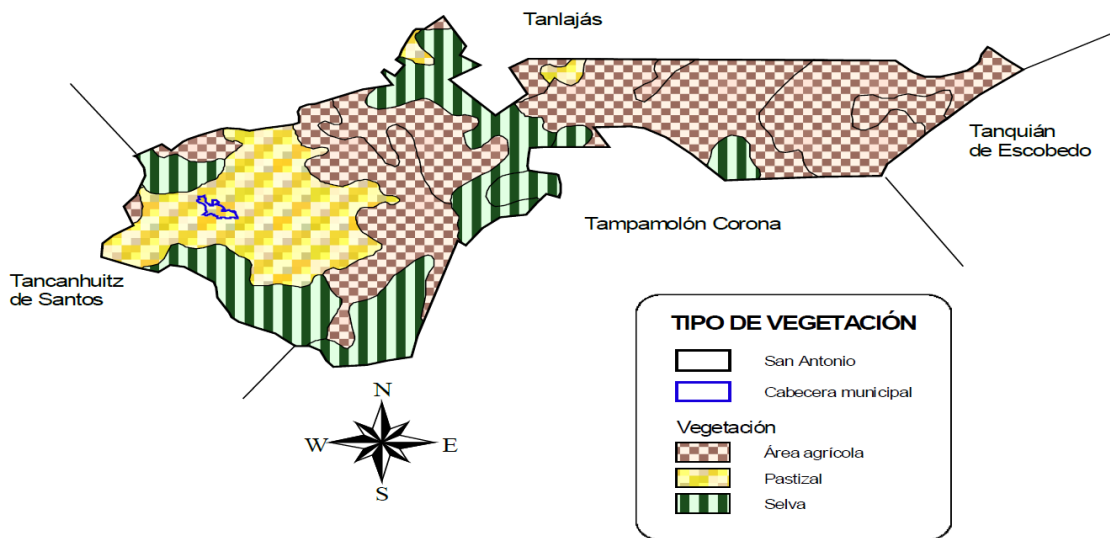 Tanlajás
Tanquián
de Escobedo
Tampamolón Corona
Tancanhuitz
de Santos
TIPO DE VEGETACIÓN
San Antonio
Cabecera municipal
Vegetación
Área agrícola
Pastizal
Selva
N
W
E
S